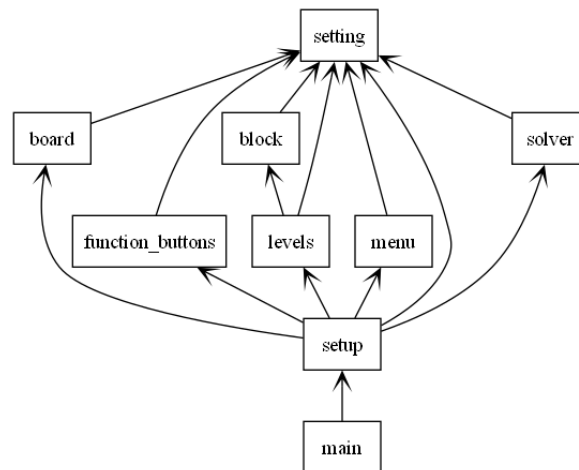 setting
board
block
solver
function_buttons
levels
menu
setup
main